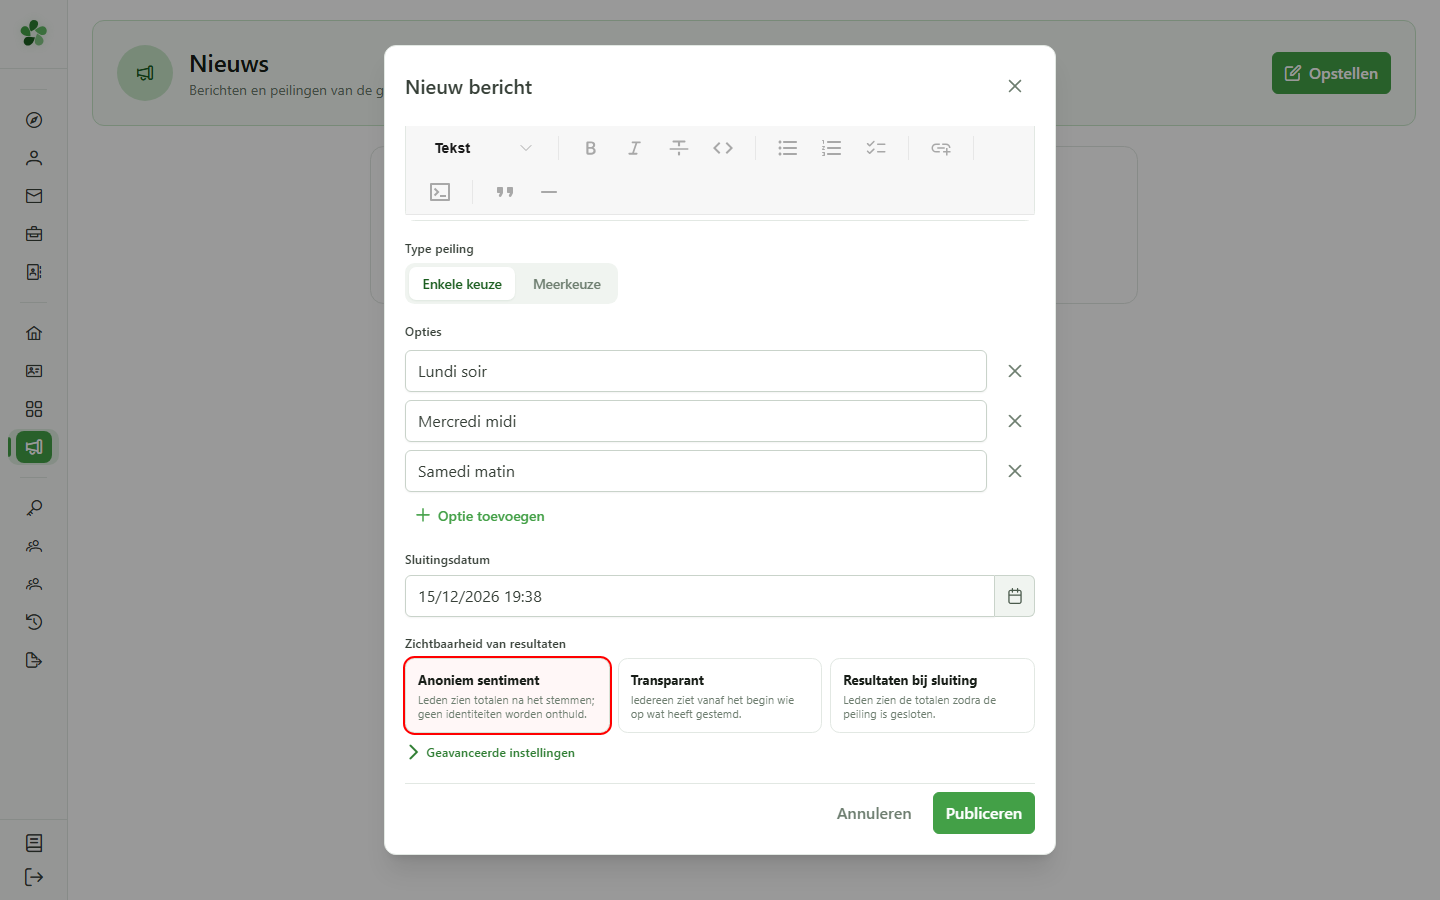 Nieuws
Berichten en peilingen van de g
Opstellen
Nieuw bericht
Tekst
Type peiling
Enkele keuze
Meerkeuze
Opties
Lundi soir
Mercredi midi
Samedi matin
Optie toevoegen
Sluitingsdatum
15/12/2026 19:38
Zichtbaarheid van resultaten
Anoniem sentiment
Leden zien totalen na het stemmen;
geen identiteiten worden onthuld.
Transparant
Iedereen ziet vanaf het begin wie
op wat heeft gestemd.
Resultaten bij sluiting
Leden zien de totalen zodra de
peiling is gesloten.
Geavanceerde instellingen
Annuleren
Publiceren